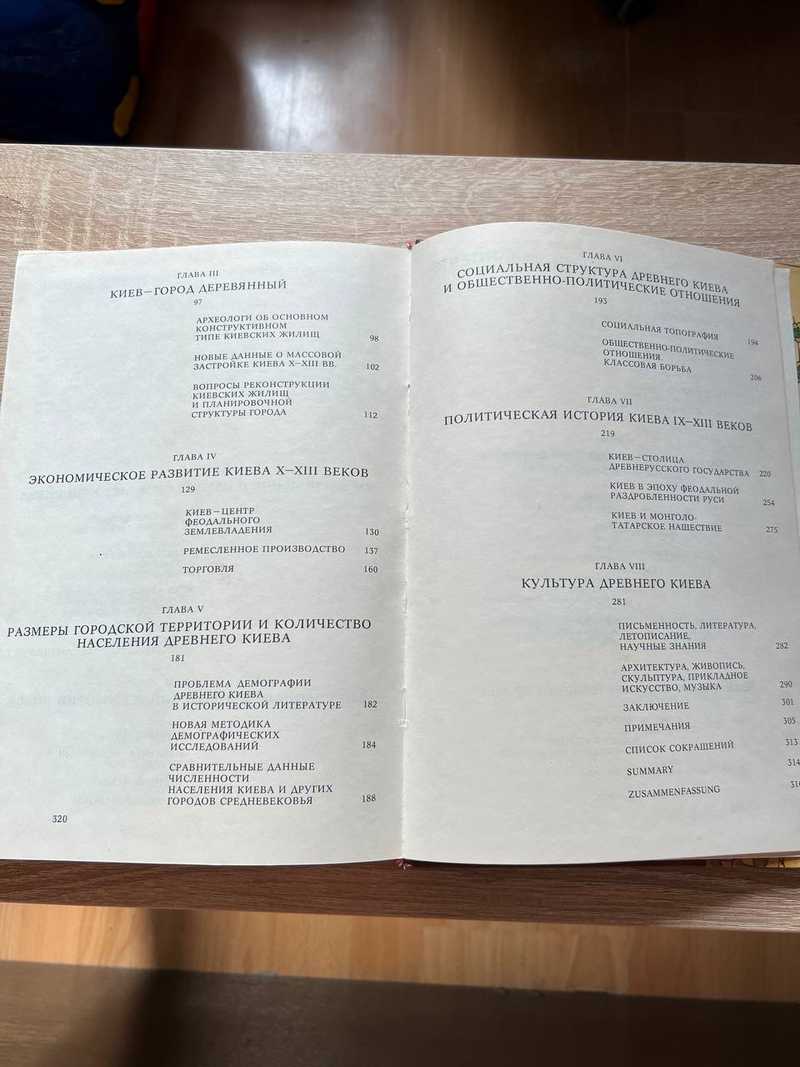 ГЛАВА III
КИЕВ—ГОРОД ДЕРЕВЯННЫЙ
97
АРХЕОЛОГИ ОБ ОСНОВНОМ
КОНСТРУКТИВНОМ
ТИПЕ КИЕВСКИХ ЖИЛИЩ 98
НОВЫЕ ДАННЫЕ О МАССОВОЙ
ЗАСТРОЙКЕ КИЕВА X—XIII ВВ. 102
ВОПРОСЫ РЕКОНСТРУКЦИИ
КИЕВСКИХ ЖИЛИЩ
И ПЛАНИРОВОЧНОЙ
СТРУКТУРЫ ГОРОДА 112
ГЛАВА IV
ЭКОНОМИЧЕСКОЕ РАЗВИТИЕ КИЕВА X—XIII ВЕКОВ
129
КИЕВ—ЦЕНТР
ФЕОДАЛЬНОГО
ЗЕМЛЕВЛАДЕНИЯ 130
РЕМЕСЛЕННОЕ ПРОИЗВОДСТВО 137
ТОРГОВЛЯ 160
ГЛАВА V
РАЗМЕРЫ ГОРОДСКОЙ ТЕРРИТОРИИ И КОЛИЧЕСТВО
НАСЕЛЕНИЯ ДРЕВНЕГО КИЕВА
181
ПРОБЛЕМА ДЕМОГРАФИИ
ДРЕВНЕГО КИЕВА
В ИСТОРИЧЕСКОЙ ЛИТЕРАТУРЕ 182
НОВАЯ МЕТОДИКА
ДЕМОГРАФИЧЕСКИХ
ИССЛЕДОВАНИЙ 184
СРАВНИТЕЛЬНЫЕ ДАННЫЕ
ЧИСЛЕННОСТИ
НАСЕЛЕНИЯ КИЕВА И ДРУГИХ
ГОРОДОВ СРЕДНЕВЕКОВЬЯ 188
320
ГЛАВА VI
СОЦИАЛЬНАЯ СТРУКТУРА ДРЕВНЕГО КИЕВА
И ОБЩЕСТВЕННО-ПОЛИТИЧЕСКИЕ ОТНОШЕНИЯ
193
СОЦИАЛЬНАЯ ТОПОГРАФИЯ 194
ОБЩЕСТВЕННО-ПОЛИТИЧЕСКИЕ
ОТНОШЕНИЯ.
КЛАССОВАЯ БОРЬБА 206
ГЛАВА VII
ПОЛИТИЧЕСКАЯ ИСТОРИЯ КИЕВА IX—XIII ВЕКОВ
219
КИЕВ—СТОЛИЦА
ДРЕВНЕРУССКОГО ГОСУДАРСТВА 220
КИЕВ В ЭПОХУ ФЕОДАЛЬНОЙ
РАЗДРОБЛЕННОСТИ РУСИ 254
КИЕВ И МОНГОЛО-
ТАТАРСКОЕ НАШЕСТВИЕ 275
ГЛАВА VIII
КУЛЬТУРА ДРЕВНЕГО КИЕВА
281
ПИСЬМЕННОСТЬ, ЛИТЕРАТУРА,
ЛЕТОПИСАНИЕ,
НАУЧНЫЕ ЗНАНИЯ 282
АРХИТЕКТУРА, ЖИВОПИСЬ,
СКУЛЬПТУРА, ПРИКЛАДНОЕ
ИСКУССТВО, МУЗЫКА 290
ЗАКЛЮЧЕНИЕ 301
ПРИМЕЧАНИЯ 305
СПИСОК СОКРАЩЕНИЙ 313
SUMMARY 314
ZUSAMMENFASSUNG